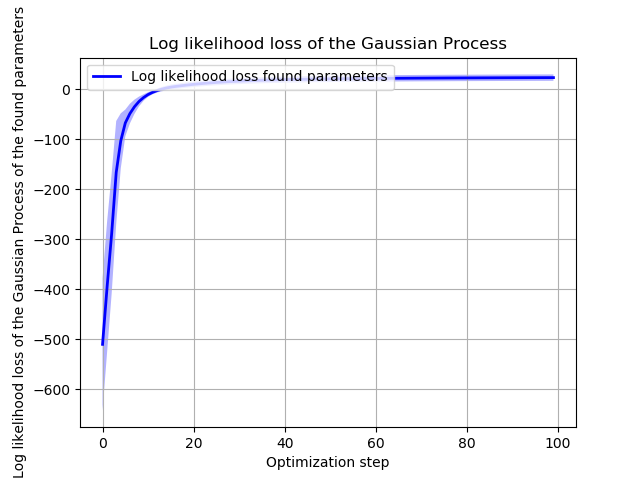 Log likelihood loss of the Gaussian Process
Log likelihood loss found parameters
Log likelihood loss of the Gaussian Process of the found parameters
0
−100
−200
−300
−400
−500
−600
0 20 40 60 80 100
Optimization step